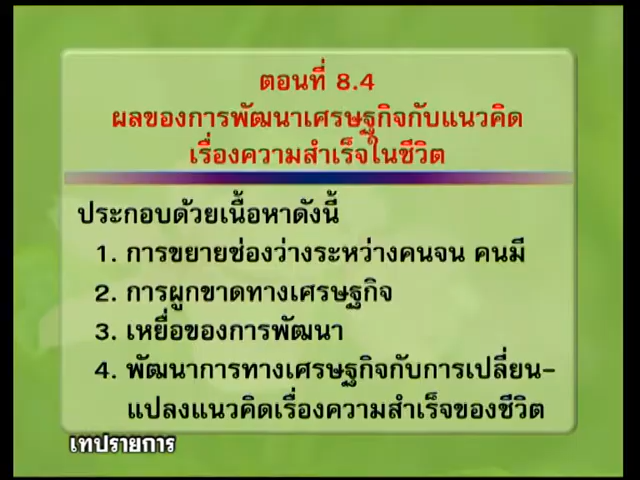 ตอนที่ 8.4
ผลของการพัฒนาเศรษฐกิจกับแนวคิด
เรื่องความสำเร็จในชีวิต
ประกอบด้วยเนื้อหาดังนี้
1. การขยายช่องว่างระหว่างคนจน คนมี
2. การผูกขาดทางเศรษฐกิจ
3. เหยื่อของการพัฒนา
4. พัฒนาการทางเศรษฐกิจกับการเปลี่ยน-
แปลงแนวคิดเรื่องความสำเร็จของชีวิต
เทปรายการ